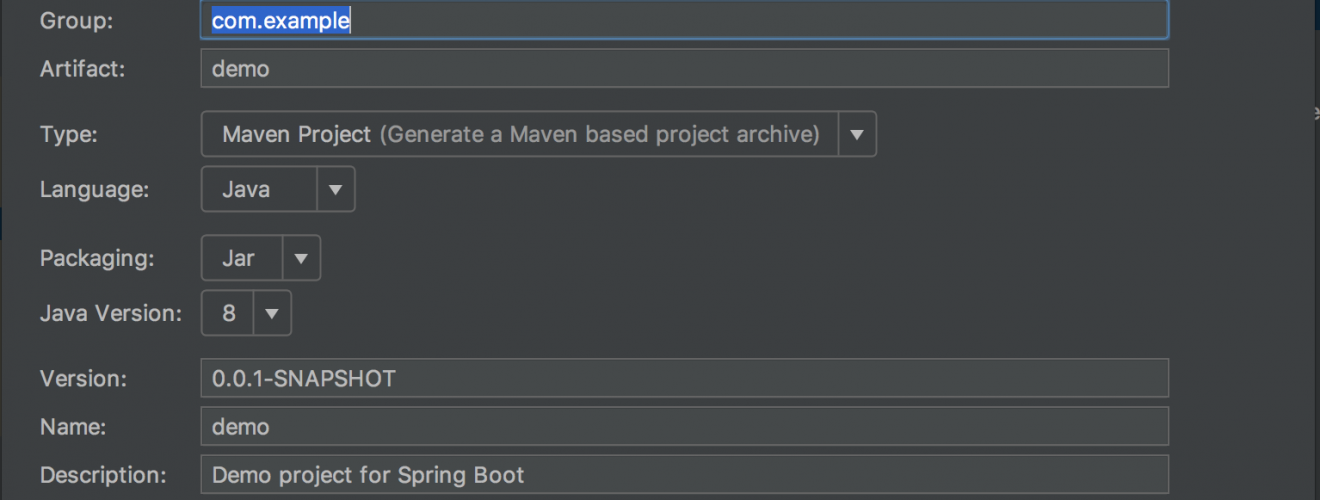 Group: com.example
Artifact: demo
Type: Maven Project (Generate a Maven based project archive)
Language: Java
Packaging: Jar
Java Version: 8
Version: 0.0.1-SNAPSHOT
Name: demo
Description: Demo project for Spring Boot